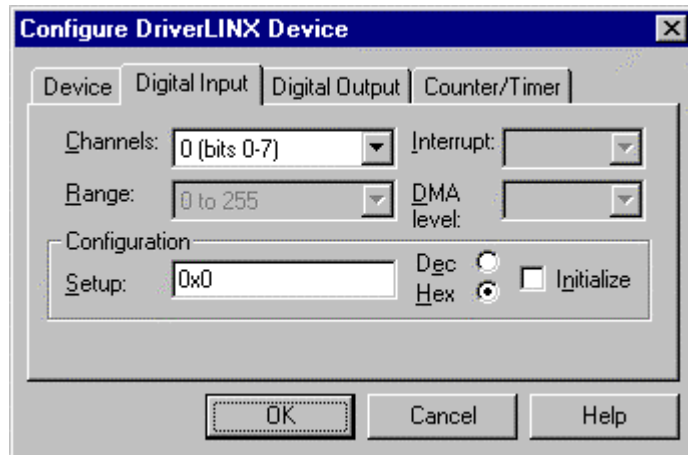 Configure DriverLINX Device
Device Digital Input Digital Output Counter/Timer
Channels: 0 (bits 0-7) Interrupt:
Range: 0 to 255 DMA level:
Configuration
Setup: 0x0 Dec Hex Initialize
OK Cancel Help